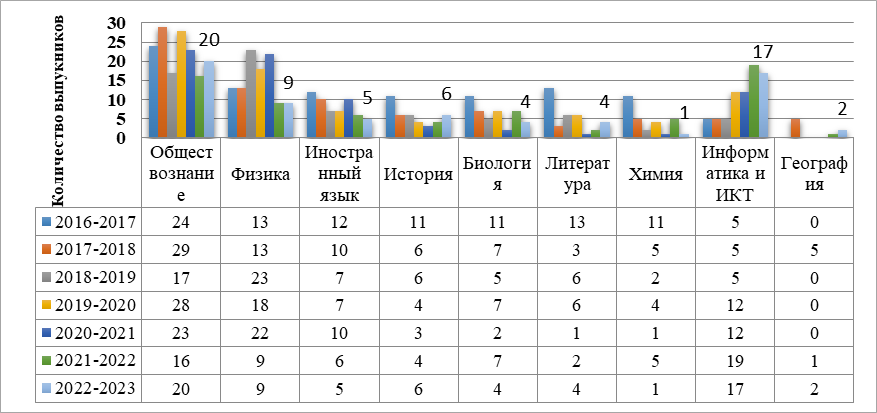 Количество выпукников
30
25
20
15
10
5
0
20
9
5
6
4
4
1
17
2
Общест
вознани
е
Физика
Иностра
нный
язык
История
Биологи
я
Литерат
ура
Химия
Информ
атика и
ИКТ
Географ
ия
2016-2017 24 13 12 11 11 13 11 5 0
2017-2018 29 13 10 6 7 3 5 5 5
2018-2019 17 23 7 6 5 6 2 5 0
2019-2020 28 18 7 4 7 6 4 12 0
2020-2021 23 22 10 3 2 1 1 12 0
2021-2022 16 9 6 4 7 2 5 19 1
2022-2023 20 9 5 6 4 4 1 17 2